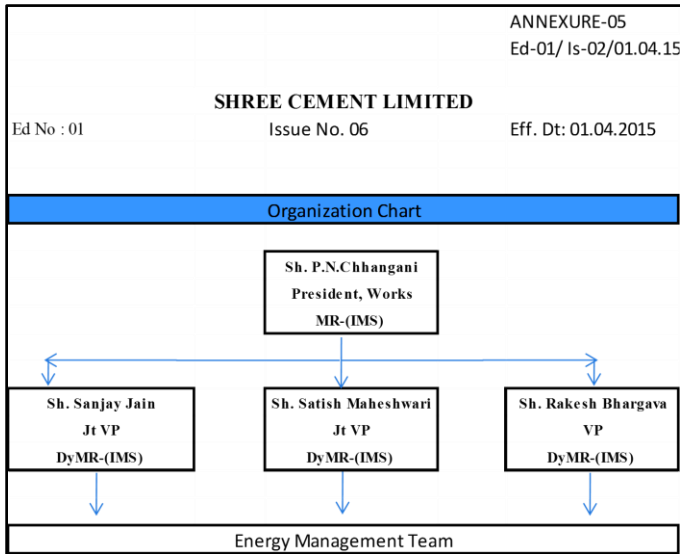 ANNEXURE-05
Ed-01/ Is-02/01.04.15
SHREE CEMENT LIMITED
Ed No : 01 Issue No. 06 Eff. Dt: 01.04.2015
Organization Chart
Sh. P.N.Chhangani
President, Works
MR-(IMS)
Sh. Sanjay Jain
Jt VP
DyMR-(IMS)
Sh. Satish Maheshwari
Jt VP
DyMR-(IMS)
Sh. Rakesh Bhargava
VP
DyMR-(IMS)
Energy Management Team